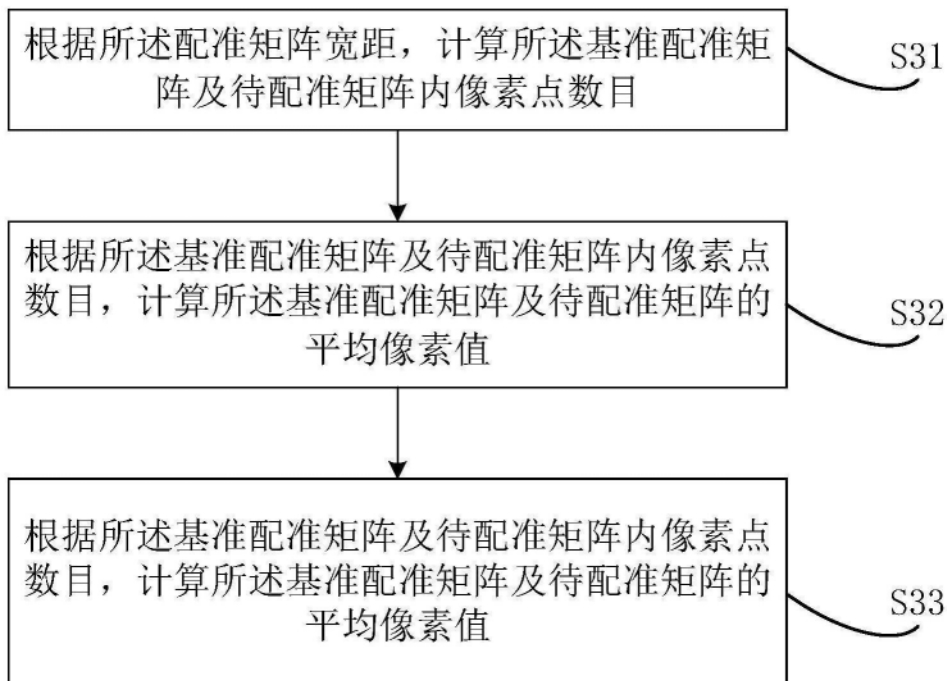 根据所述配准矩阵宽距，计算所述基准配准矩
阵及待配准矩阵内像素点数目
S31
根据所述基准配准矩阵及待配准矩阵内像素点
数目，计算所述基准配准矩阵及待配准矩阵的
平均像素值
S32
根据所述基准配准矩阵及待配准矩阵内像素点
数目，计算所述基准配准矩阵及待配准矩阵的
平均像素值
S33